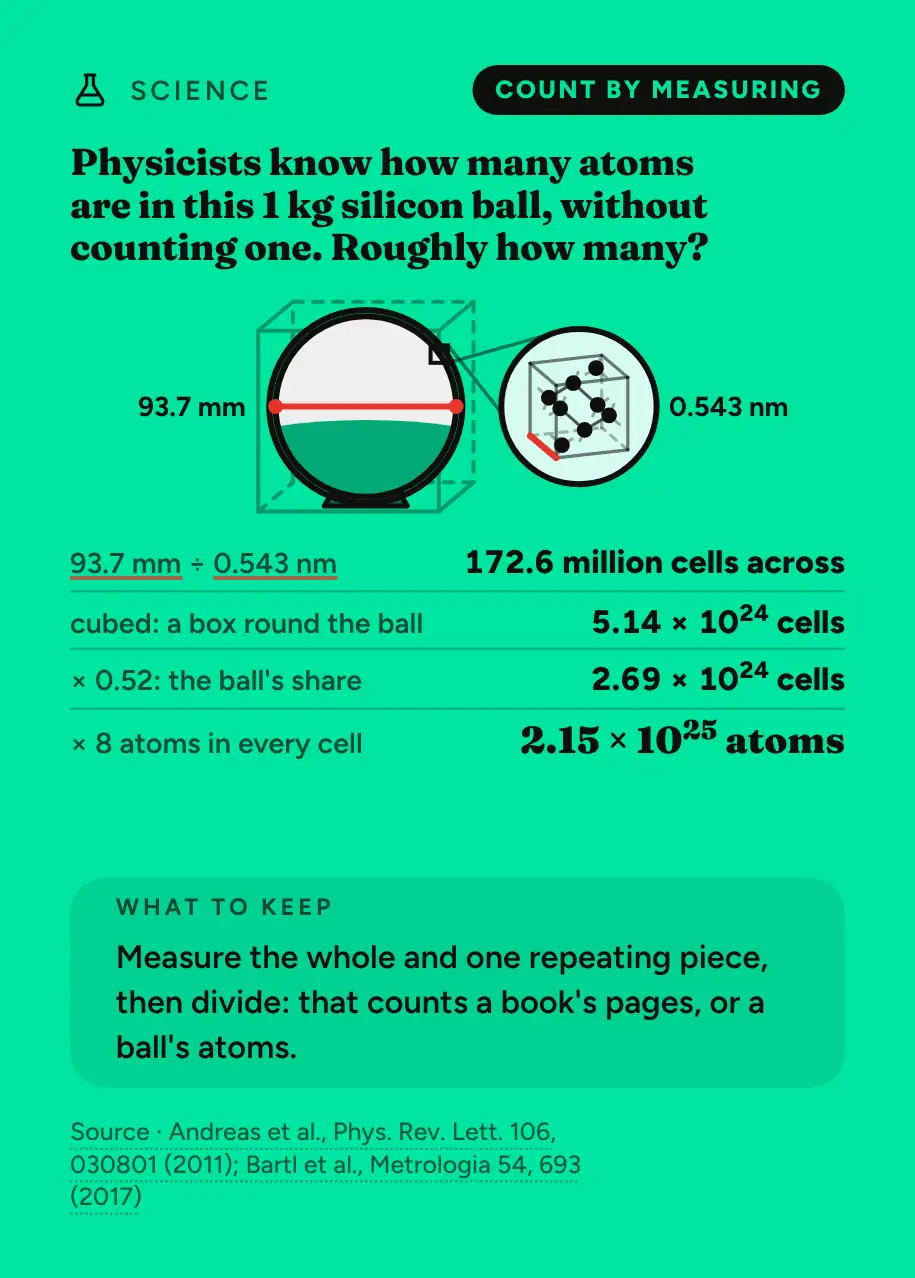 SCIENCE
COUNT BY MEASURING
Physicists know how many atoms
are in this 1 kg silicon ball, without
counting one. Roughly how many?
93.7 mm
0.543 nm
93.7 mm ÷ 0.543 nm
172.6 million cells across
cubed: a box round the ball
5.14 × 10²⁴ cells
× 0.52: the ball's share
2.69 × 10²⁴ cells
× 8 atoms in every cell
2.15 × 10²⁵ atoms
WHAT TO KEEP
Measure the whole and one repeating piece,
then divide: that counts a book's pages, or a
ball's atoms.
Source · Andreas et al., Phys. Rev. Lett. 106,
030801 (2011); Bartl et al., Metrologia 54, 693
(2017)